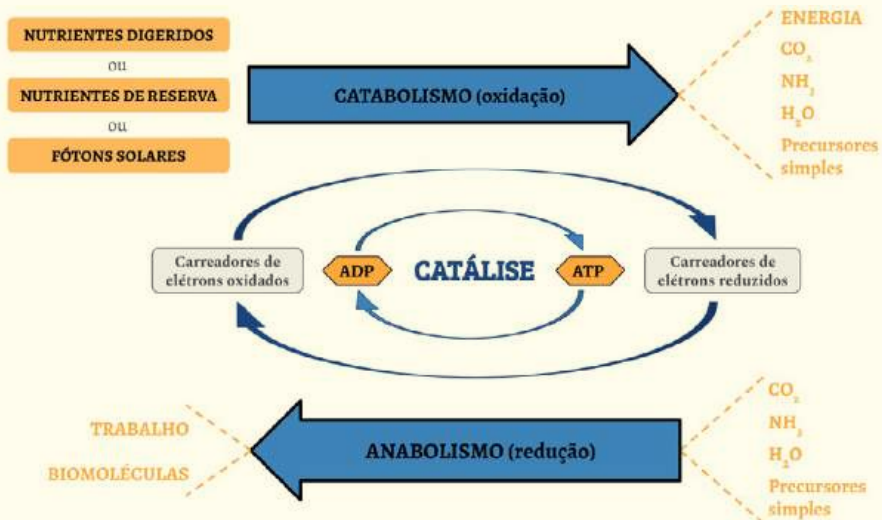 NUTRIENTES DIGERIDOS
ou
NUTRIENTES DE RESERVA
ou
FÓTONS SOLARES
CATABOLISMO (oxidação)
ENERGIA
CO₂
NH₃
H₂O
Precursores
simples
Carreadores de
elétrons oxidados
ADP
CATÁLISE
ATP
Carreadores de
elétrons reduzidos
TRABALHO
BIOMOLÉCULAS
ANABOLISMO (redução)
CO₂
NH₃
H₂O
Precursores
simples